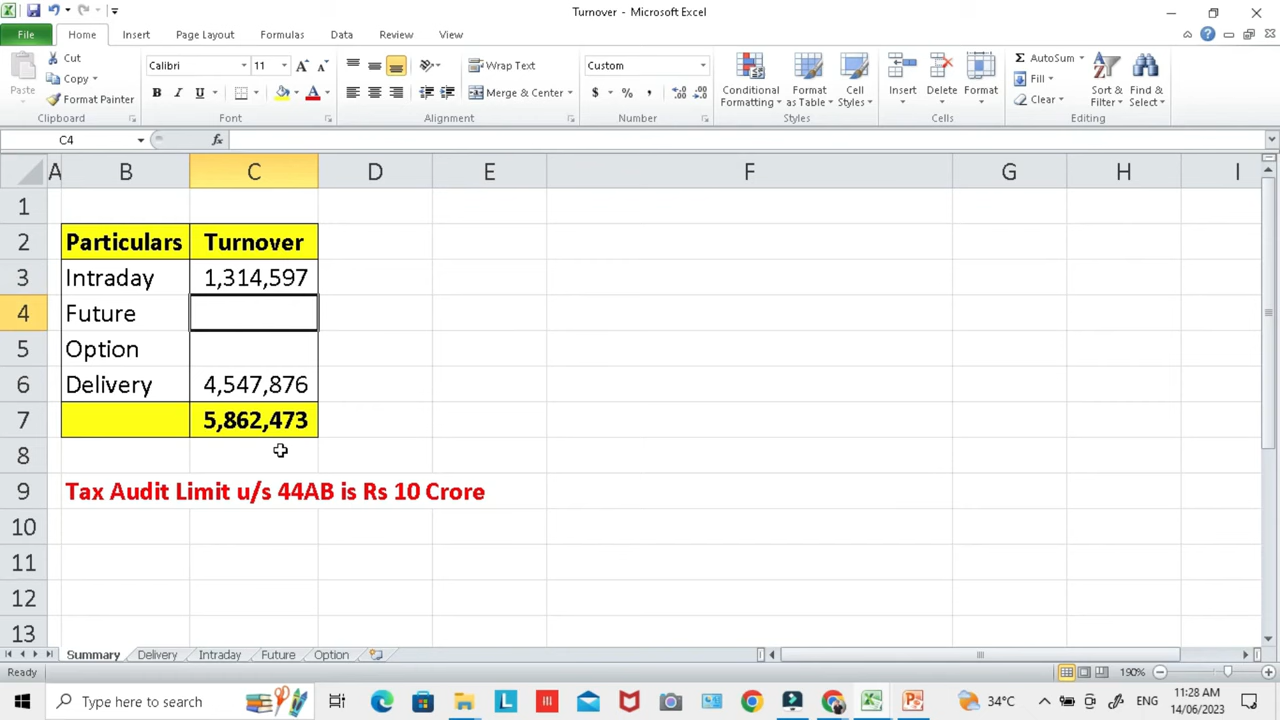 Turnover - Microsoft Excel
File Home Insert Page Layout Formulas Data Review View
Cut
Copy
Format Painter
Paste
Clipboard
Calibri 11
B I U
A A
Font
Wrap Text
Merge & Center
Alignment
Custom
$ % ,
Number
Conditional Formatting
Format as Table
Cell Styles
Styles
Insert Delete Format
Cells
AutoSum
Fill
Clear
Sort & Filter
Find & Select
Editing
C4 fx
A B C D E F G H I
1
2 Particulars Turnover
3 Intraday 1,314,597
4 Future
5 Option
6 Delivery 4,547,876
7 5,862,473
8
9 Tax Audit Limit u/s 44AB is Rs 10 Crore
10
11
12
13
Summary Delivery Intraday Future Option
Ready 190%
Type here to search
34°C ENG 11:28 AM
14/06/2023